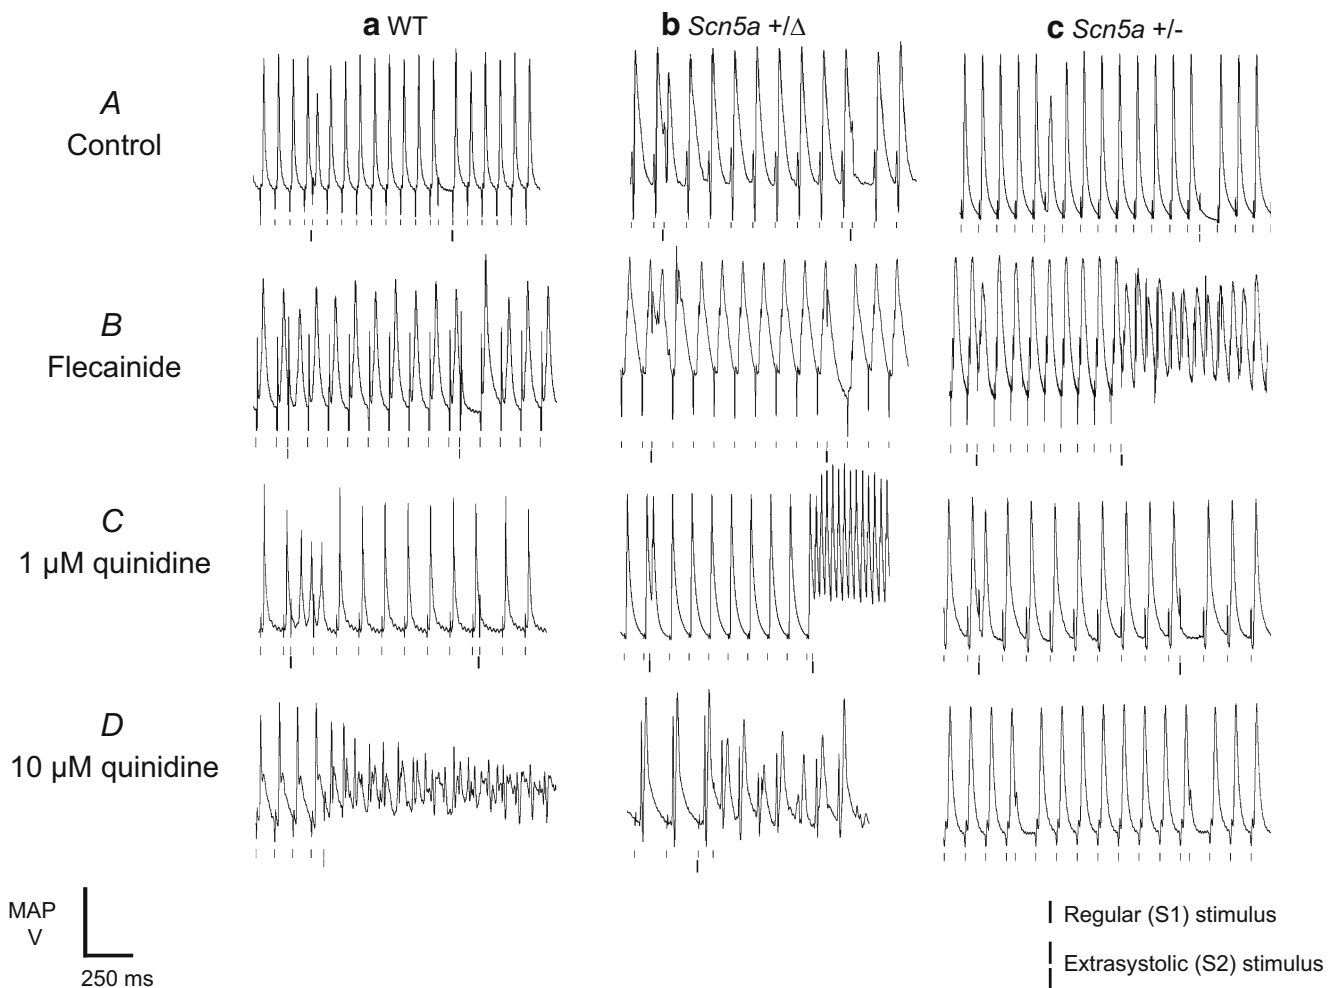 a WT
b Scn5a +/Δ
c Scn5a +/-
A
Control
B
Flecainide
C
1 µM quinidine
D
10 µM quinidine
MAP
V
250 ms
Regular (S1) stimulus
Extrasystolic (S2) stimulus